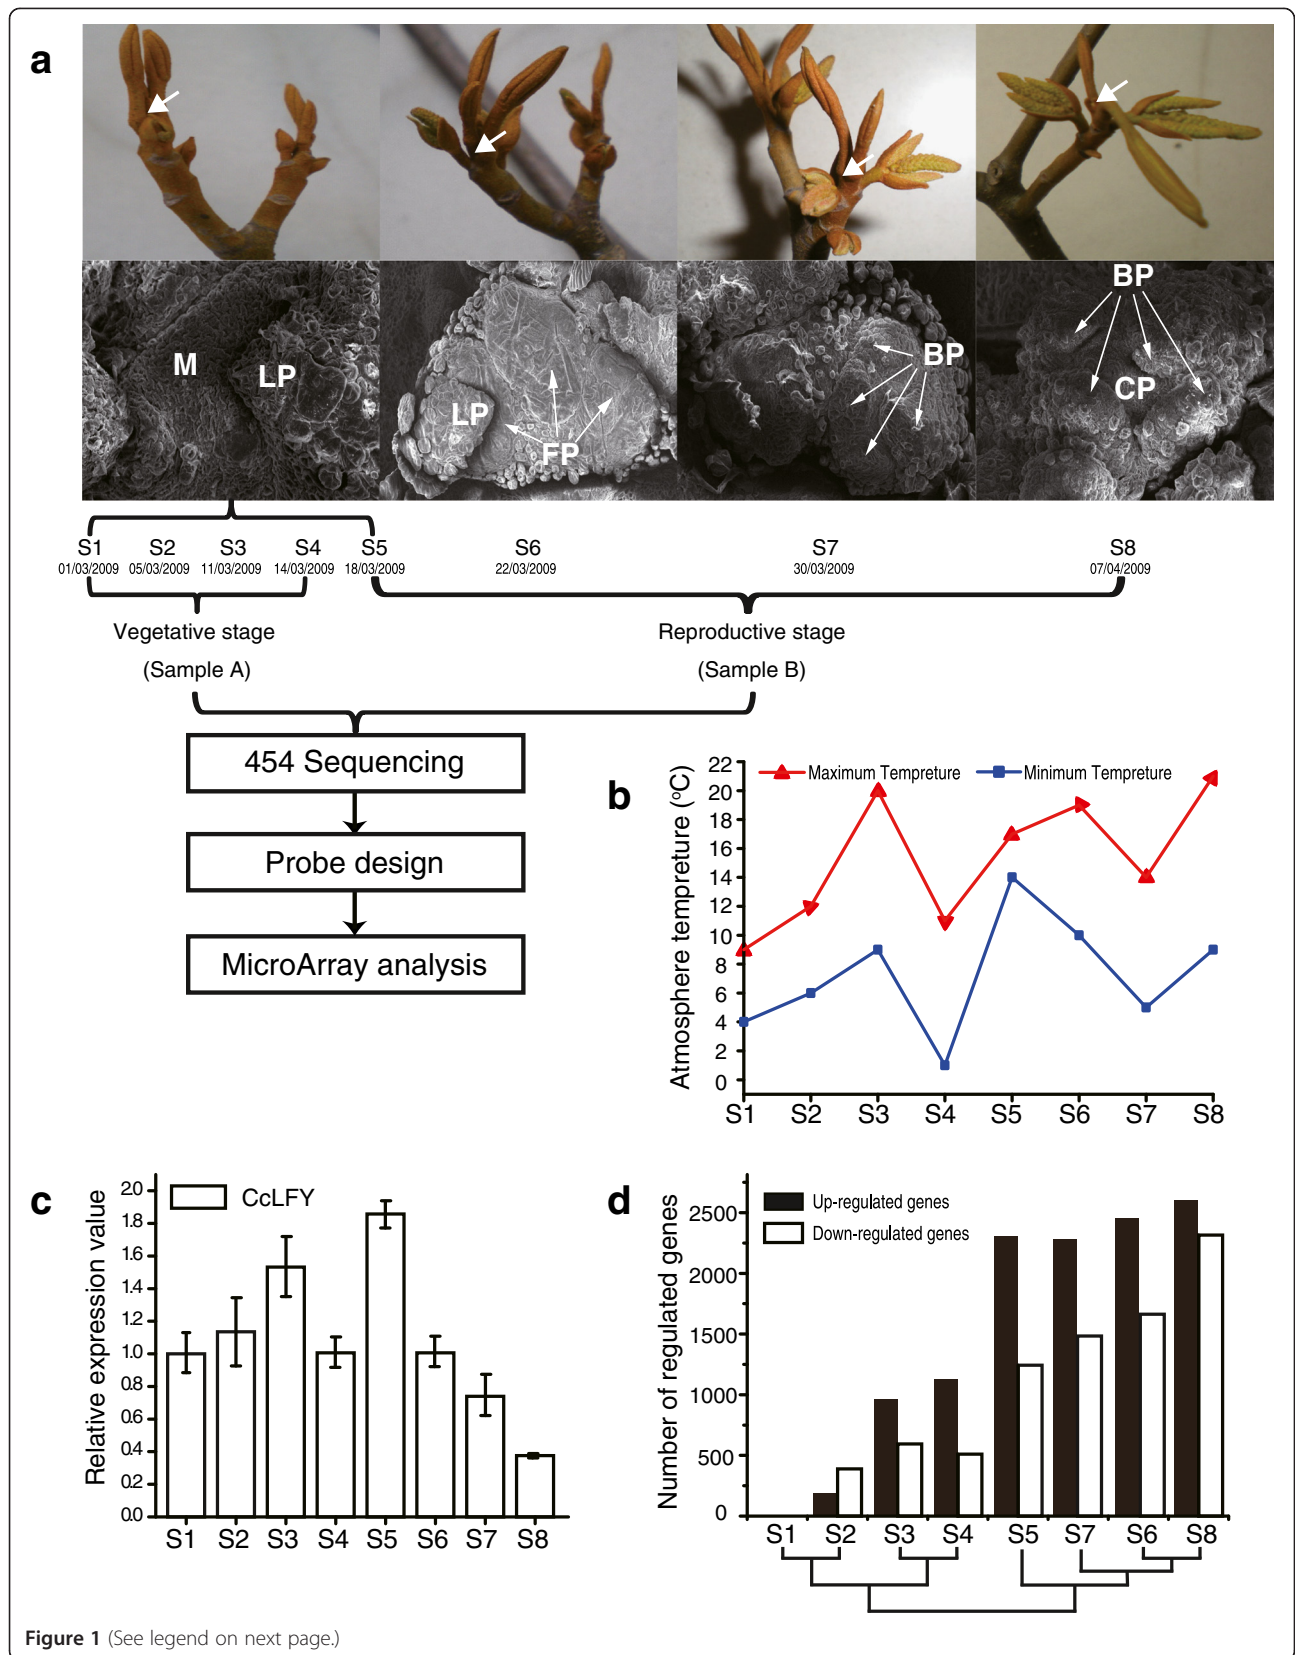 a
M
LP
LP
FP
BP
BP
CP
S1 S2 S3 S4 S5 S6 S7 S8
01/03/2009 05/03/2009 11/03/2009 14/03/2009 18/03/2009 22/03/2009 30/03/2009 07/04/2009
Vegetative stage
(Sample A)
Reproductive stage
(Sample B)
454 Sequencing
Probe design
MicroArray analysis
b
Maximum Tempreture
Minimum Tempreture
Atmosphere tempreture (°C)
22
20
18
16
14
12
10
8
6
4
2
0
S1 S2 S3 S4 S5 S6 S7 S8
c
CcLFY
Relative expression value
2.0
1.8
1.6
1.4
1.2
1.0
0.8
0.6
0.4
0.2
0.0
S1 S2 S3 S4 S5 S6 S7 S8
d
Up-regulated genes
Down-regulated genes
Number of regulated genes
2500
2000
1500
1000
500
0
S1 S2 S3 S4 S5 S7 S6 S8
Figure 1 (See legend on next page.)